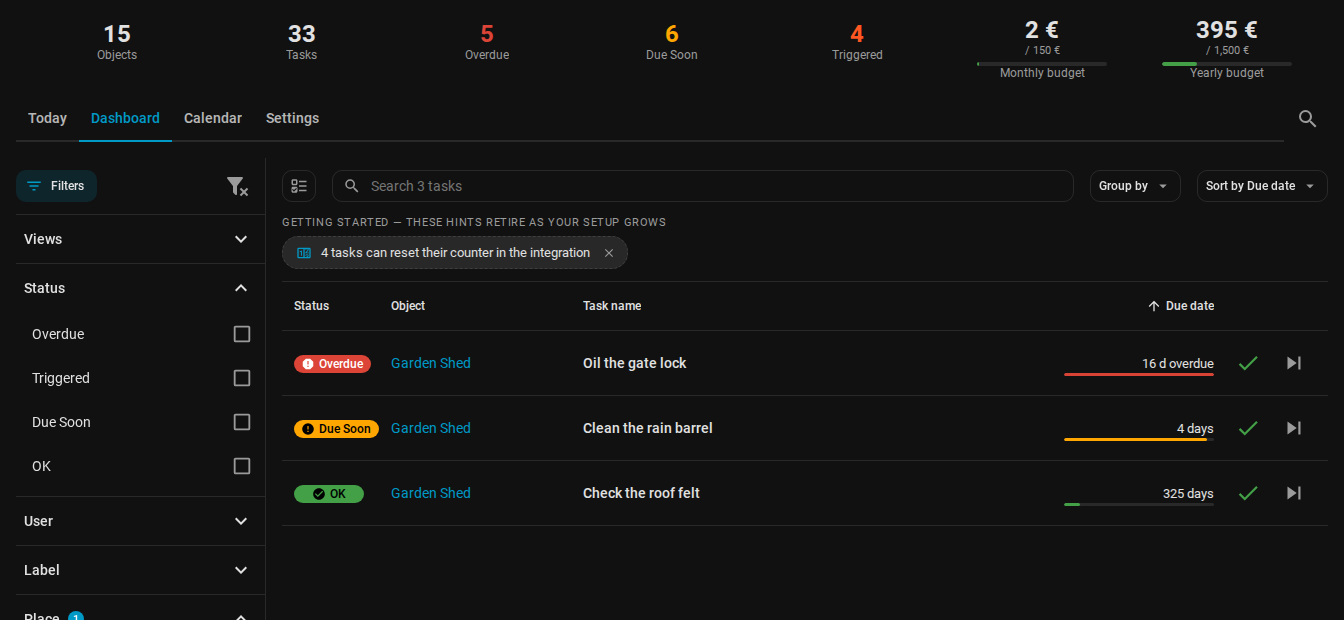 15
Objects
33
Tasks
5
Overdue
6
Due Soon
4
Triggered
2 €
/ 150 €
Monthly budget
395 €
/ 1,500 €
Yearly budget
Today
Dashboard
Calendar
Settings
Filters
Views
Status
Overdue
Triggered
Due Soon
OK
User
Label
Place 1
Search 3 tasks
Group by
Sort by Due date
GETTING STARTED — THESE HINTS RETIRE AS YOUR SETUP GROWS
4 tasks can reset their counter in the integration
Status Object Task name Due date
Overdue Garden Shed Oil the gate lock 16 d overdue
Due Soon Garden Shed Clean the rain barrel 4 days
OK Garden Shed Check the roof felt 325 days